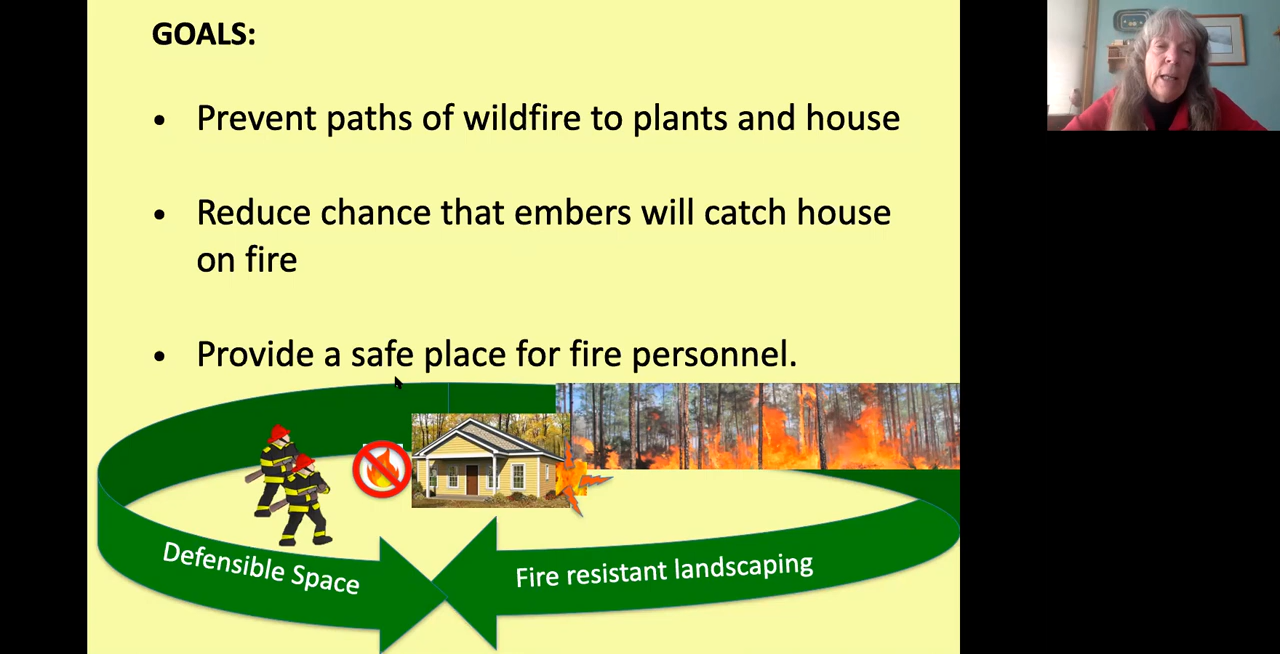 GOALS:
• Prevent paths of wildfire to plants and house
• Reduce chance that embers will catch house
on fire
• Provide a safe place for fire personnel.
Defensible Space
Fire resistant landscaping